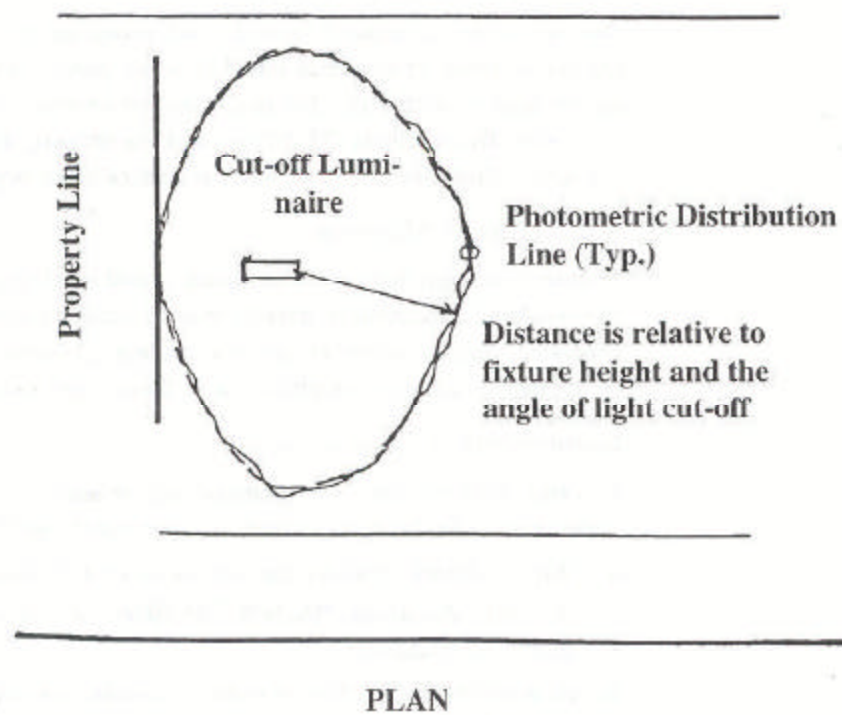 Cut-off Lumi-
naire
Property Line
Photometric Distribution
Line (Typ.)
Distance is relative to
fixture height and the
angle of light cut-off
PLAN